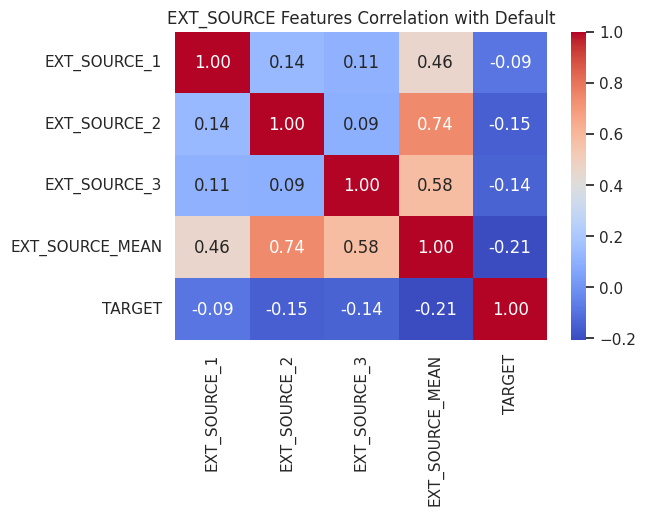 EXT_SOURCE Features Correlation with Default
EXT_SOURCE_1 1.00 0.14 0.11 0.46 -0.09
EXT_SOURCE_2 0.14 1.00 0.09 0.74 -0.15
EXT_SOURCE_3 0.11 0.09 1.00 0.58 -0.14
EXT_SOURCE_MEAN 0.46 0.74 0.58 1.00 -0.21
TARGET -0.09 -0.15 -0.14 -0.21 1.00
EXT_SOURCE_1
EXT_SOURCE_2
EXT_SOURCE_3
EXT_SOURCE_MEAN
TARGET
1.0
0.8
0.6
0.4
0.2
0.0
−0.2